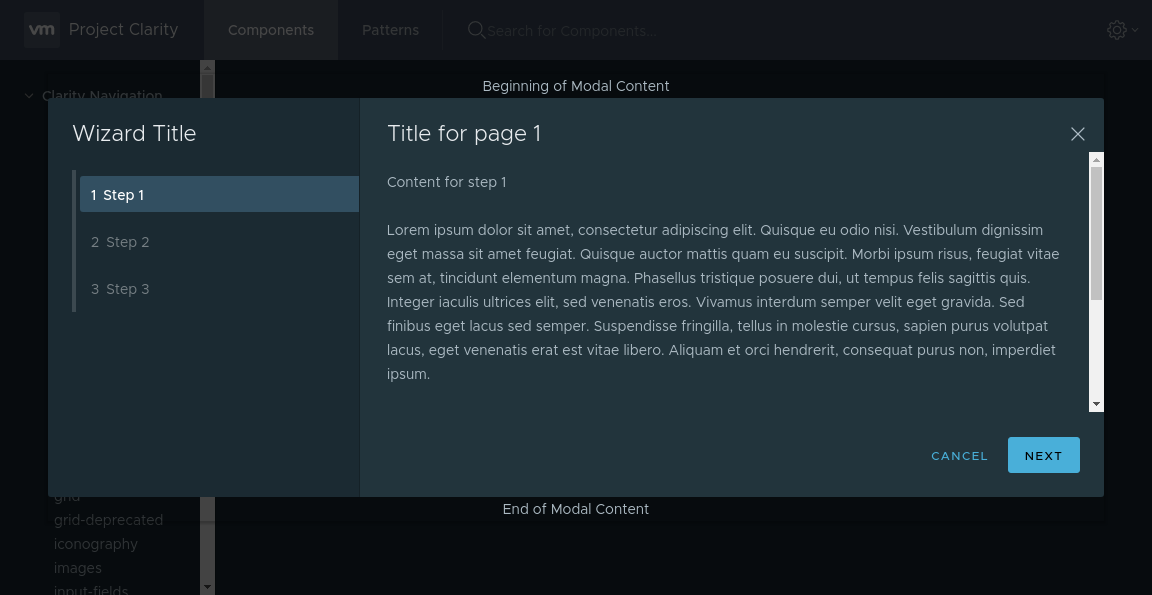 vm Project Clarity Components Patterns Search for Components...
Beginning of Modal Content
Clarity Navigation
Wizard Title
1 Step 1
2 Step 2
3 Step 3
Title for page 1
Content for step 1
Lorem ipsum dolor sit amet, consectetur adipiscing elit. Quisque eu odio nisi. Vestibulum dignissim
eget massa sit amet feugiat. Quisque auctor mattis quam eu suscipit. Morbi ipsum risus, feugiat vitae
sem at, tincidunt elementum magna. Phasellus tristique posuere dui, ut tempus felis sagittis quis.
Integer iaculis ultrices elit, sed venenatis eros. Vivamus interdum semper velit eget gravida. Sed
finibus eget lacus sed semper. Suspendisse fringilla, tellus in molestie cursus, sapien purus volutpat
lacus, eget venenatis erat est vitae libero. Aliquam et orci hendrerit, consequat purus non, imperdiet
ipsum.
CANCEL NEXT
End of Modal Content
grid
grid-deprecated
iconography
images
input-fields